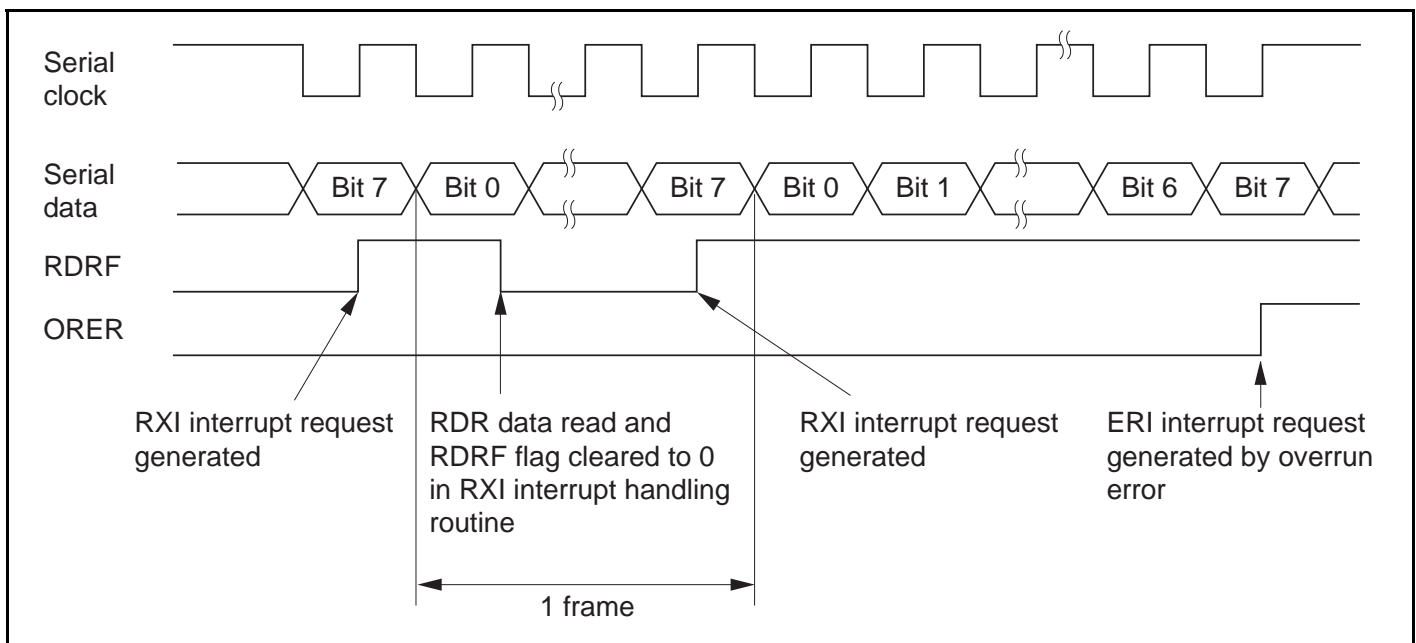 Serial
clock
Serial
data
Bit 7
Bit 0
Bit 7
Bit 0
Bit 1
Bit 6
Bit 7
RDRF
ORER
RXI interrupt request
generated
RDR data read and
RDRF flag cleared to 0
in RXI interrupt handling
routine
RXI interrupt request
generated
ERI interrupt request
generated by overrun
error
1 frame